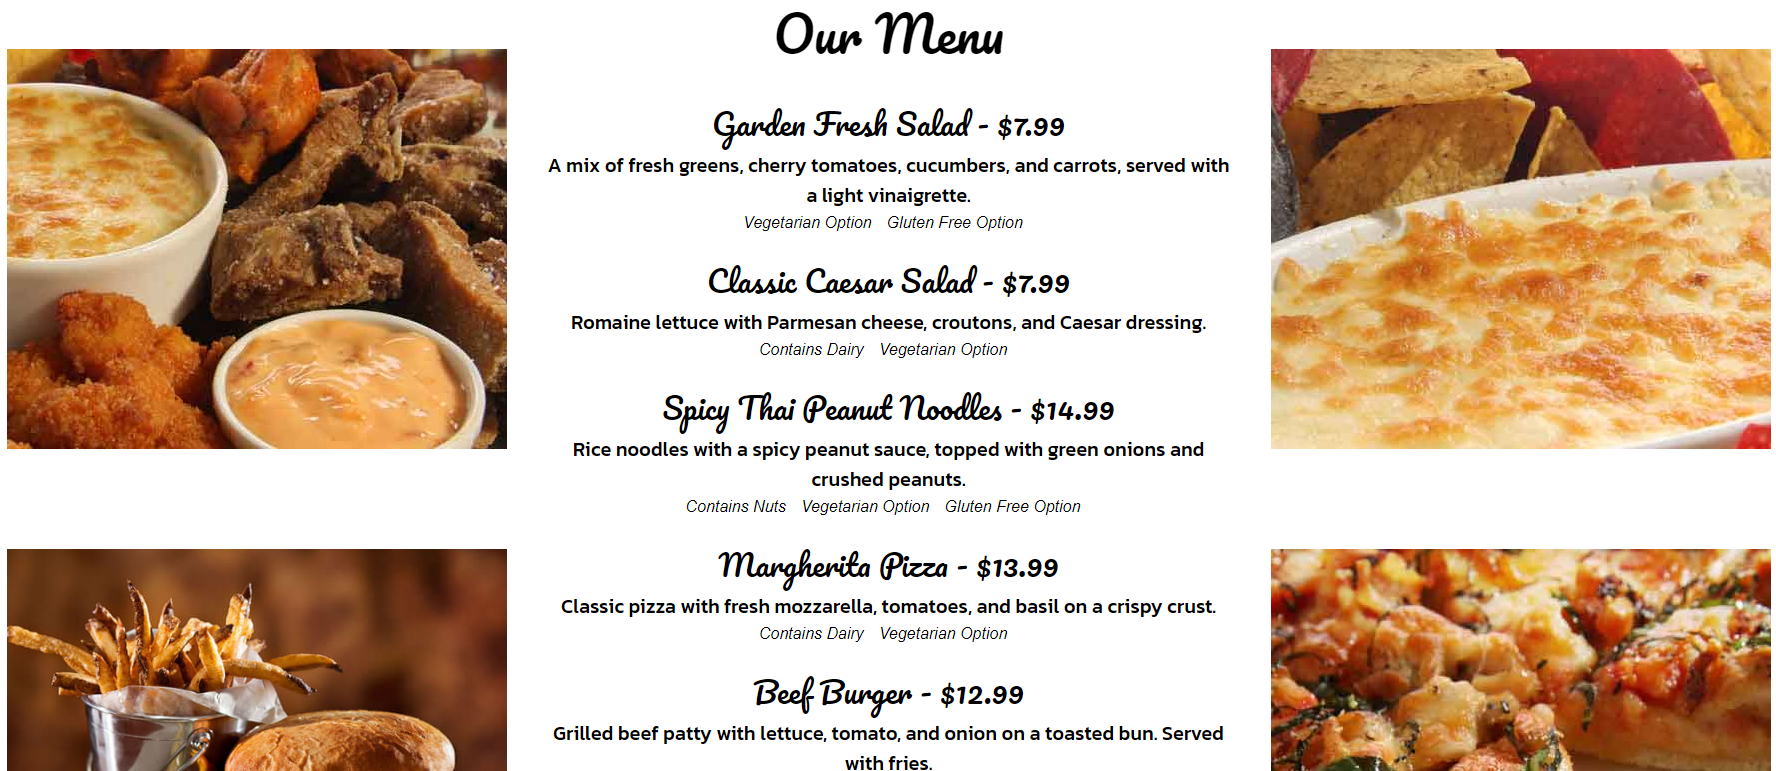 Our Menu
Garden Fresh Salad - $7.99
A mix of fresh greens, cherry tomatoes, cucumbers, and carrots, served with
a light vinaigrette.
Vegetarian Option Gluten Free Option
Classic Caesar Salad - $7.99
Romaine lettuce with Parmesan cheese, croutons, and Caesar dressing.
Contains Dairy Vegetarian Option
Spicy Thai Peanut Noodles - $14.99
Rice noodles with a spicy peanut sauce, topped with green onions and
crushed peanuts.
Contains Nuts Vegetarian Option Gluten Free Option
Margherita Pizza - $13.99
Classic pizza with fresh mozzarella, tomatoes, and basil on a crispy crust.
Contains Dairy Vegetarian Option
Beef Burger - $12.99
Grilled beef patty with lettuce, tomato, and onion on a toasted bun. Served
with fries.